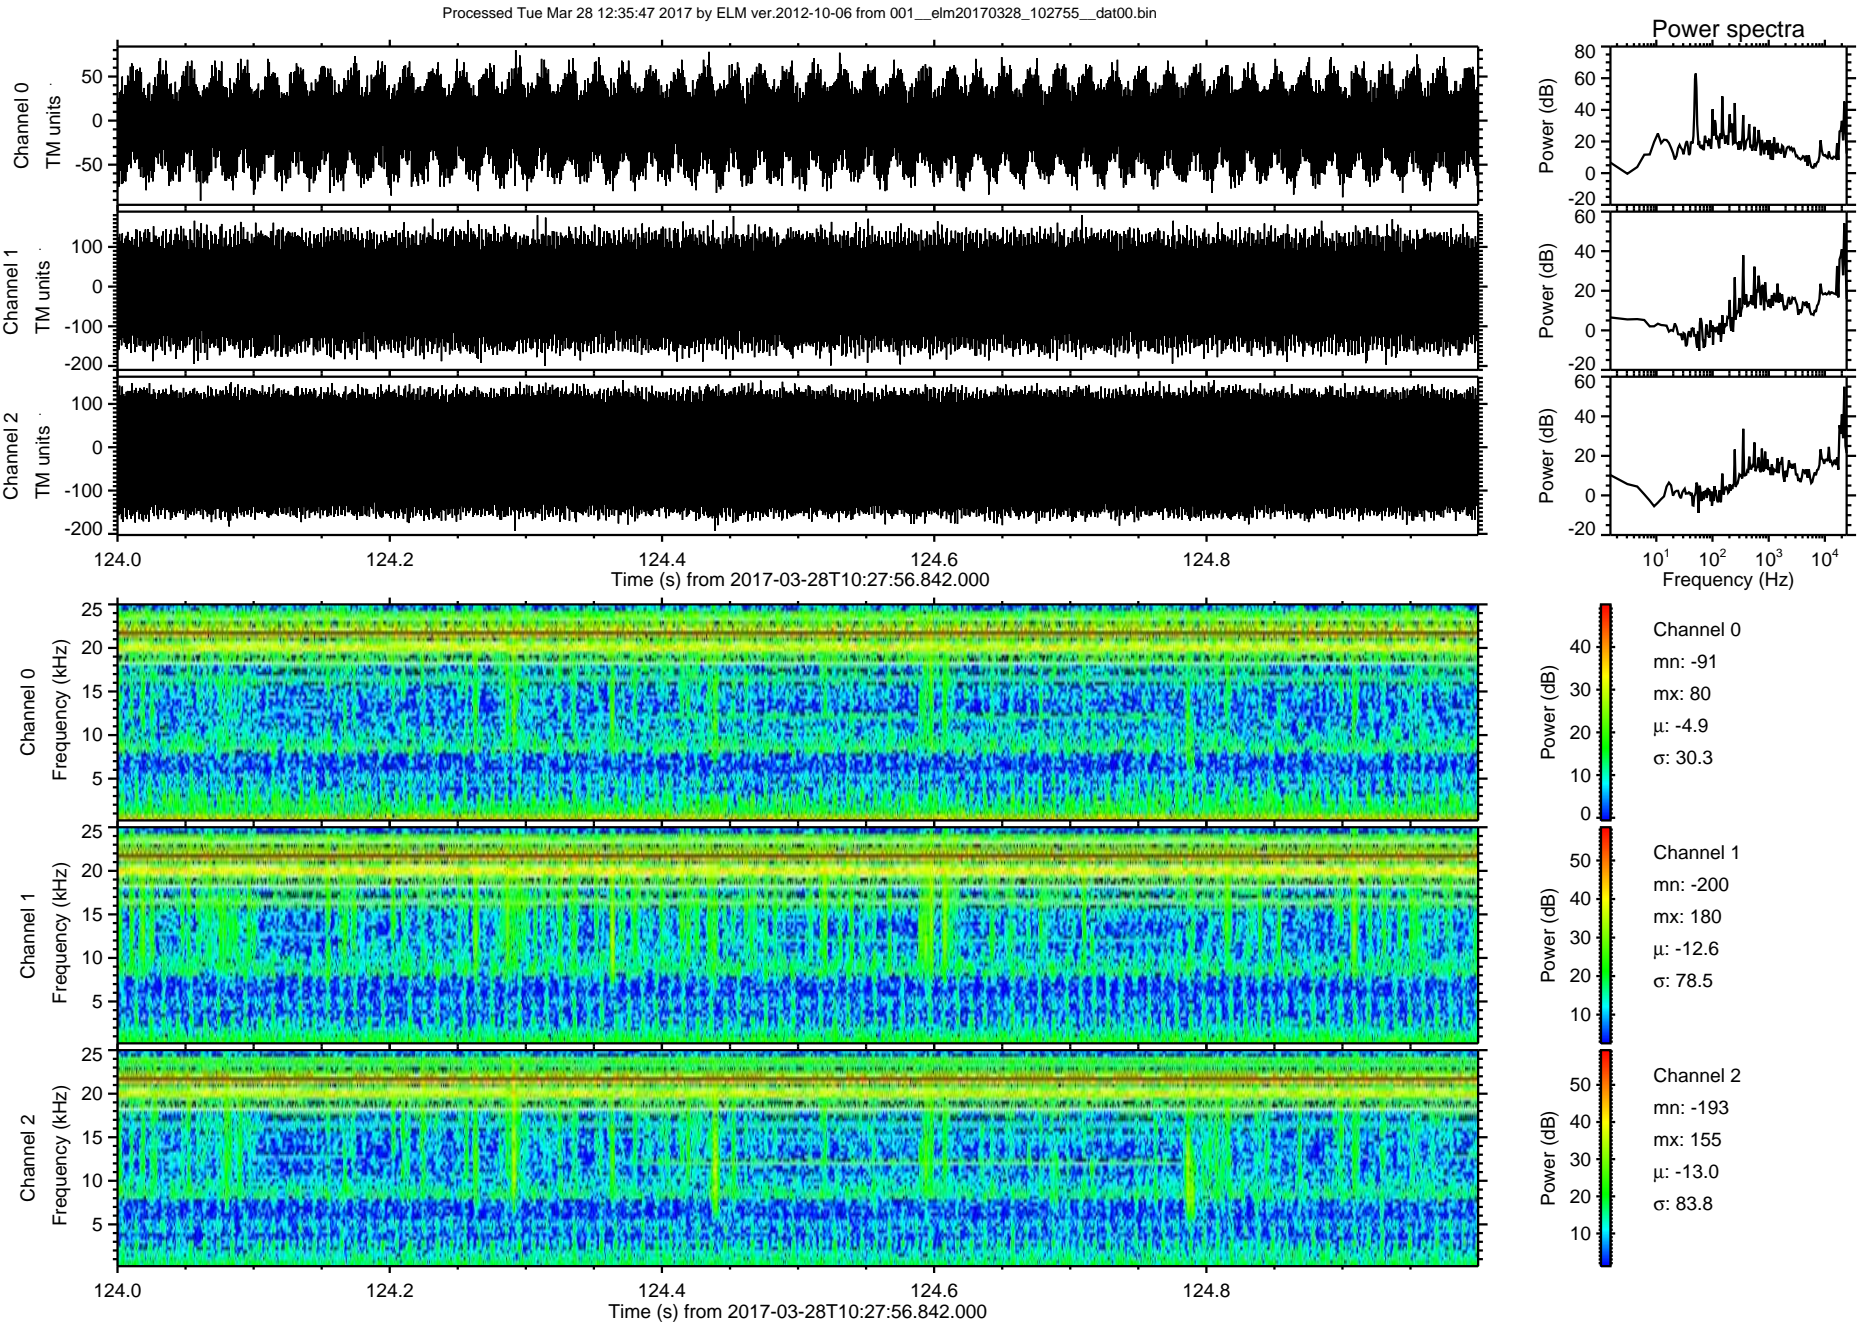 Processed Tue Mar 28 12:35:47 2017 by ELM ver.2012-10-06 from 001__elm20170328_102755__dat00.bin
Power spectra
Channel 0
TM units
50
0
-50
Power (dB)
80
60
40
20
0
-20
Channel 1
TM units
100
0
-100
-200
Power (dB)
60
40
20
0
-20
Channel 2
TM units
100
0
-100
-200
Power (dB)
60
40
20
0
-20
124.0 124.2 124.4 124.6 124.8
Time (s) from 2017-03-28T10:27:56.842.000
10¹ 10² 10³ 10⁴
Frequency (Hz)
Channel 0
Frequency (kHz)
25
20
15
10
5
Power (dB)
40
30
20
10
0
Channel 0
mn: -91
mx: 80
μ: -4.9
σ: 30.3
Channel 1
Frequency (kHz)
25
20
15
10
5
Power (dB)
50
40
30
20
10
Channel 1
mn: -200
mx: 180
μ: -12.6
σ: 78.5
Channel 2
Frequency (kHz)
25
20
15
10
5
Power (dB)
50
40
30
20
10
Channel 2
mn: -193
mx: 155
μ: -13.0
σ: 83.8
124.0 124.2 124.4 124.6 124.8
Time (s) from 2017-03-28T10:27:56.842.000